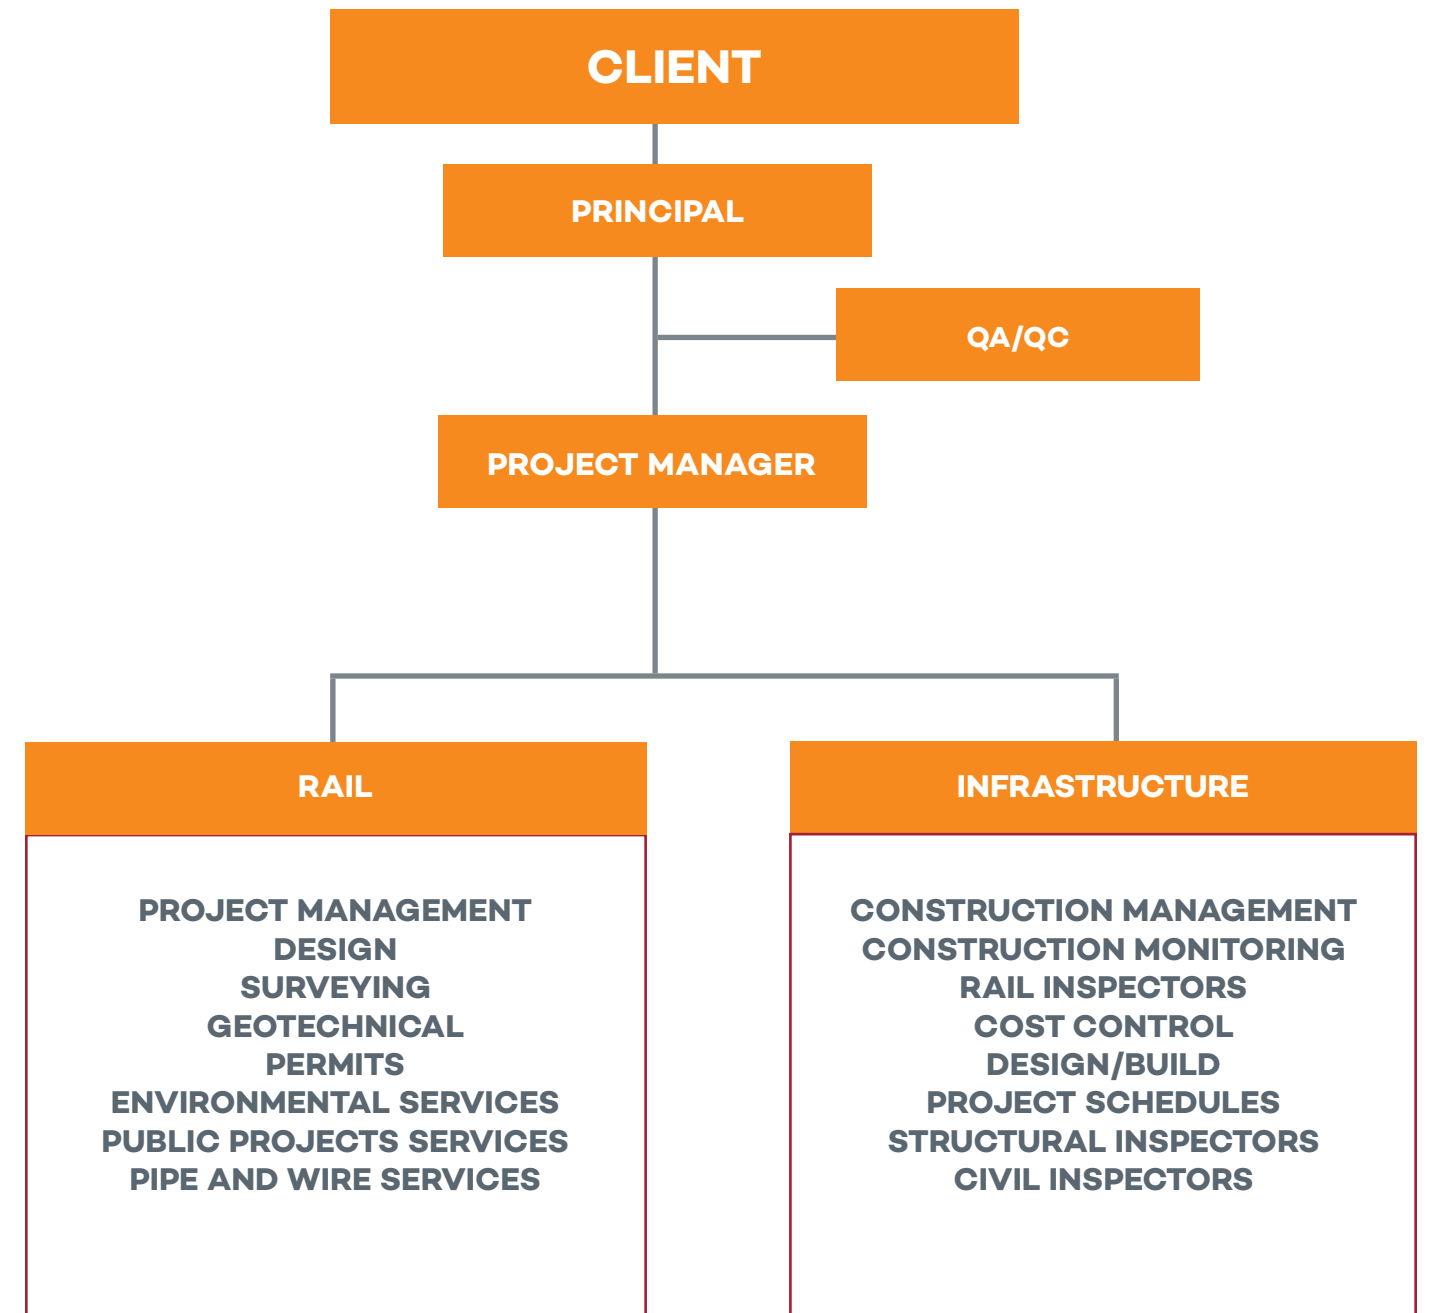 CLIENT
PRINCIPAL
QA/QC
PROJECT MANAGER
RAIL
PROJECT MANAGEMENT
DESIGN
SURVEYING
GEOTECHNICAL
PERMITS
ENVIRONMENTAL SERVICES
PUBLIC PROJECTS SERVICES
PIPE AND WIRE SERVICES
INFRASTRUCTURE
CONSTRUCTION MANAGEMENT
CONSTRUCTION MONITORING
RAIL INSPECTORS
COST CONTROL
DESIGN/BUILD
PROJECT SCHEDULES
STRUCTURAL INSPECTORS
CIVIL INSPECTORS